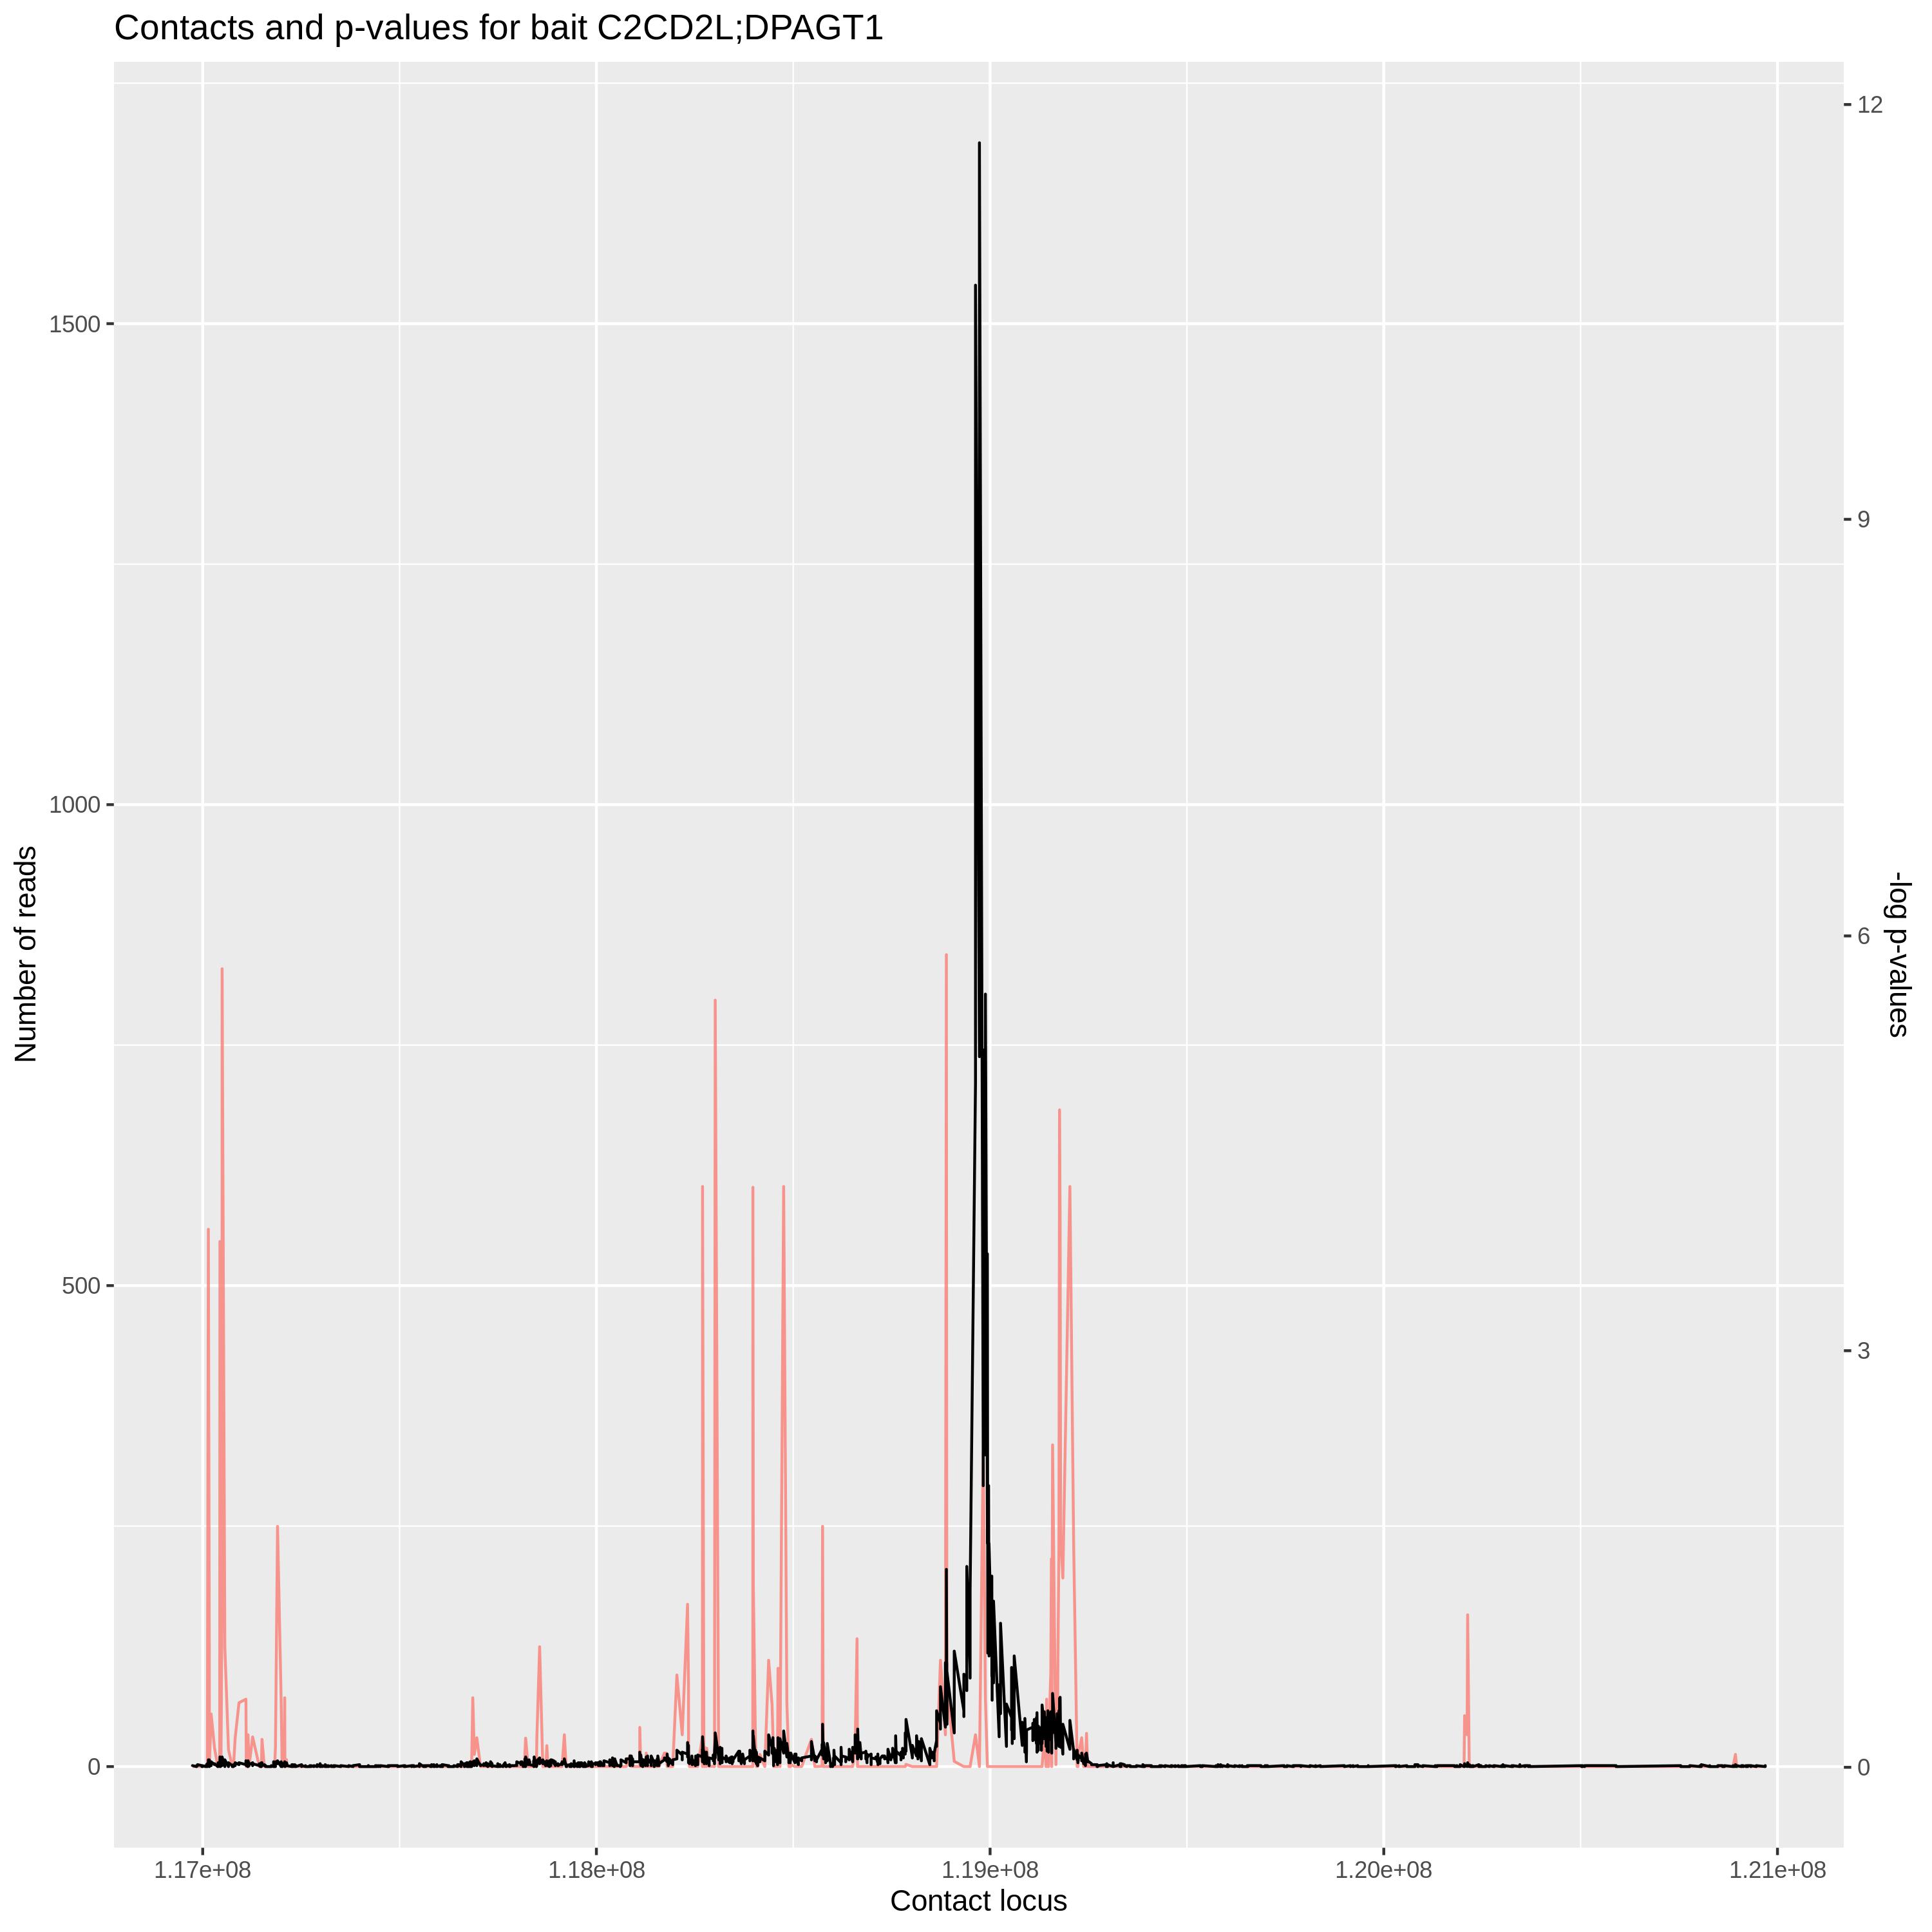 Contacts and p-values for bait C2CD2L;DPAGT1
Number of reads
1500
1000
500
0
12
9
6
3
0
-log p-values
1.17e+08
1.18e+08
1.19e+08
1.20e+08
1.21e+08
Contact locus